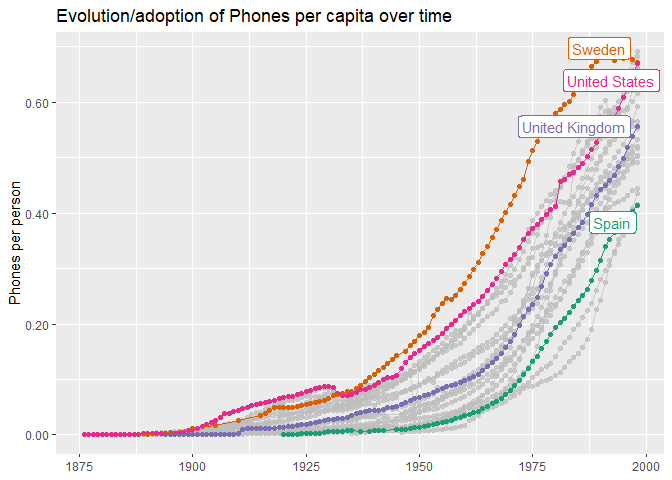 Evolution/adoption of Phones per capita over time
Sweden
United States
0.60
United Kingdom
0.40
Spain
Phones per person
0.20
0.00
1875 1900 1925 1950 1975 2000